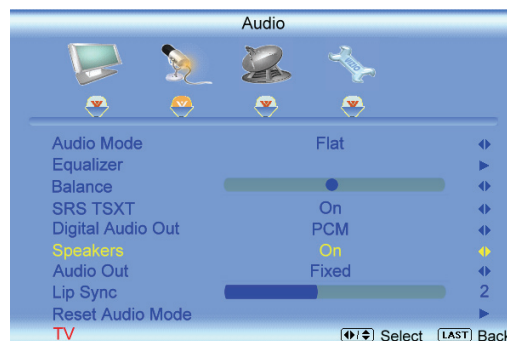 Audio
Audio Mode Flat
Equalizer
Balance
SRS TSXT On
Digital Audio Out PCM
Speakers On
Audio Out Fixed
Lip Sync 2
Reset Audio Mode
TV Select LAST Back